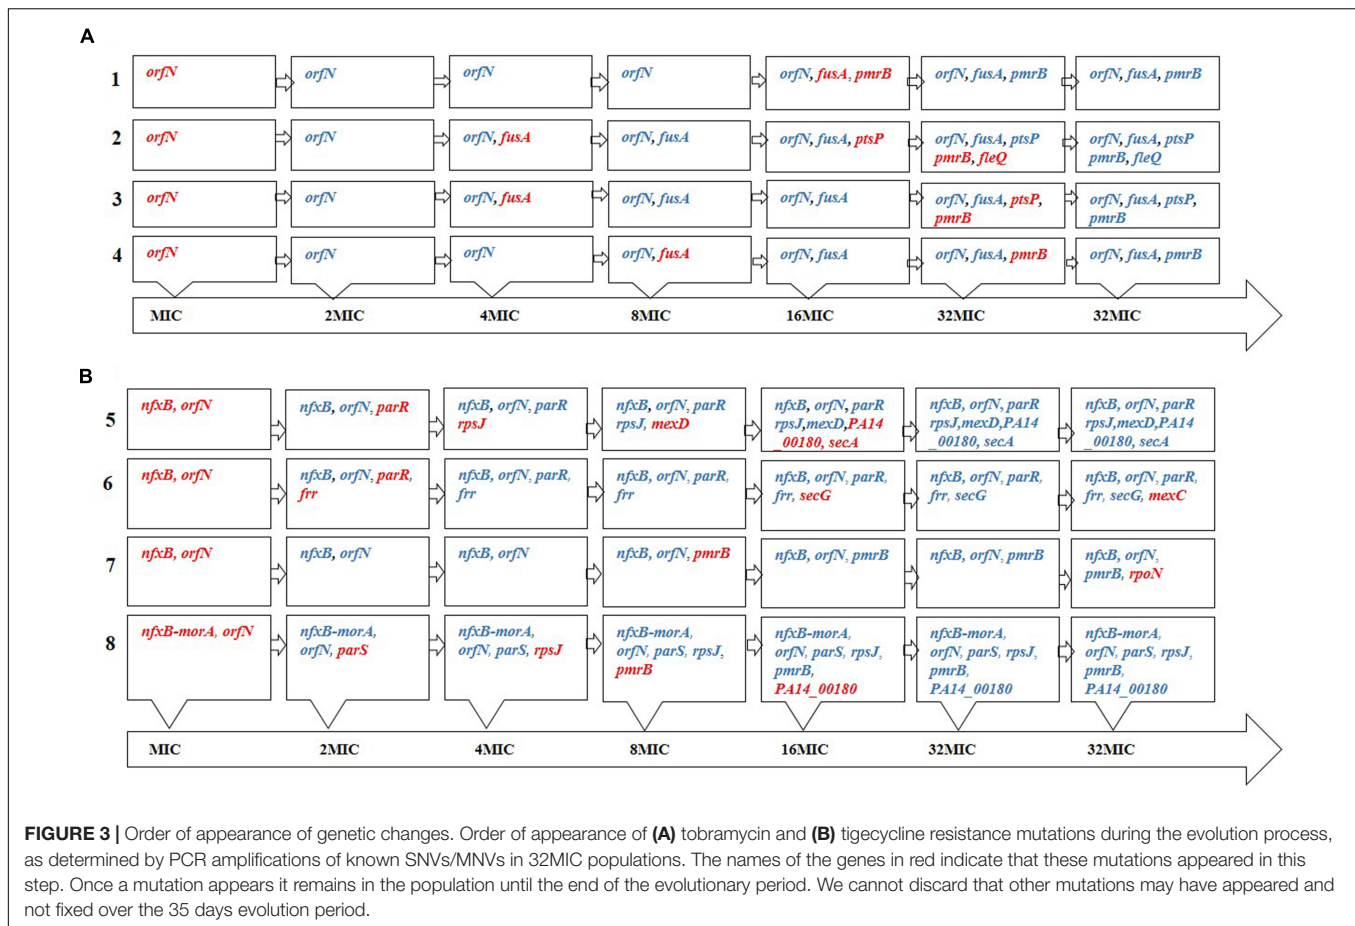 A
1
orfN
orfN
orfN
orfN
orfN, fusA, pmrB
orfN, fusA, pmrB
orfN, fusA, pmrB
2
orfN
orfN
orfN, fusA
orfN, fusA
orfN, fusA, ptsP
orfN, fusA, ptsP
pmrB, fleQ
orfN, fusA, ptsP
pmrB, fleQ
3
orfN
orfN
orfN, fusA
orfN, fusA
orfN, fusA
orfN, fusA, ptsP,
pmrB
orfN, fusA, ptsP,
pmrB
4
orfN
orfN
orfN
orfN, fusA
orfN, fusA
orfN, fusA, pmrB
orfN, fusA, pmrB
MIC 2MIC 4MIC 8MIC 16MIC 32MIC 32MIC
B
5
nfxB, orfN
nfxB, orfN, parR
nfxB, orfN, parR
rpsJ
nfxB, orfN, parR
rpsJ, mexD
nfxB, orfN, parR
rpsJ,mexD,PA14
_00180, secA
nfxB, orfN, parR
rpsJ,mexD,PA14
_00180, secA
nfxB, orfN, parR
rpsJ,mexD,PA14
_00180, secA
6
nfxB, orfN
nfxB, orfN, parR,
frr
nfxB, orfN, parR,
frr
nfxB, orfN, parR,
frr
nfxB, orfN, parR,
frr, secG
nfxB, orfN, parR,
frr, secG
nfxB, orfN, parR,
frr, secG, mexC
7
nfxB, orfN
nfxB, orfN
nfxB, orfN
nfxB, orfN, pmrB
nfxB, orfN, pmrB
nfxB, orfN, pmrB
nfxB, orfN,
pmrB, rpoN
8
nfxB-morA, orfN
nfxB-morA,
orfN, parS
nfxB-morA,
orfN, parS, rpsJ
nfxB-morA,
orfN, parS, rpsJ,
pmrB
nfxB-morA,
orfN, parS, rpsJ,
pmrB,
PA14_00180
nfxB-morA,
orfN, parS, rpsJ,
pmrB,
PA14_00180
nfxB-morA,
orfN, parS, rpsJ,
pmrB,
PA14_00180
MIC 2MIC 4MIC 8MIC 16MIC 32MIC 32MIC
FIGURE 3 | Order of appearance of genetic changes. Order of appearance of (A) tobramycin and (B) tigecycline resistance mutations during the evolution process,
as determined by PCR amplifications of known SNVs/MNVs in 32MIC populations. The names of the genes in red indicate that these mutations appeared in this
step. Once a mutation appears it remains in the population until the end of the evolutionary period. We cannot discard that other mutations may have appeared and
not fixed over the 35 days evolution period.